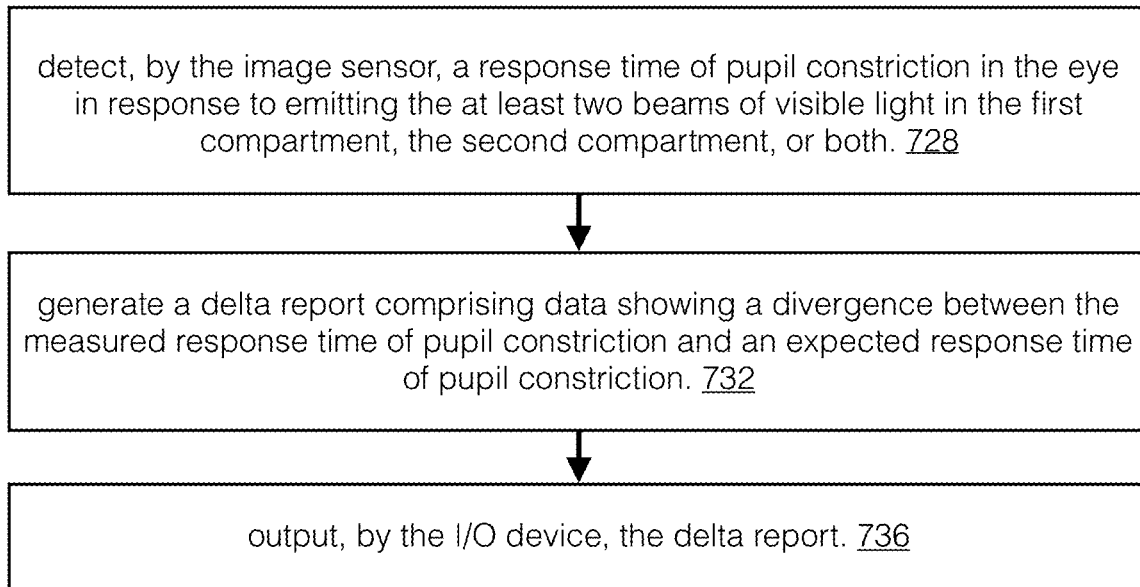 detect, by the image sensor, a response time of pupil constriction in the eye
in response to emitting the at least two beams of visible light in the first
compartment, the second compartment, or both. 728
generate a delta report comprising data showing a divergence between the
measured response time of pupil constriction and an expected response time
of pupil constriction. 732
output, by the I/O device, the delta report. 736